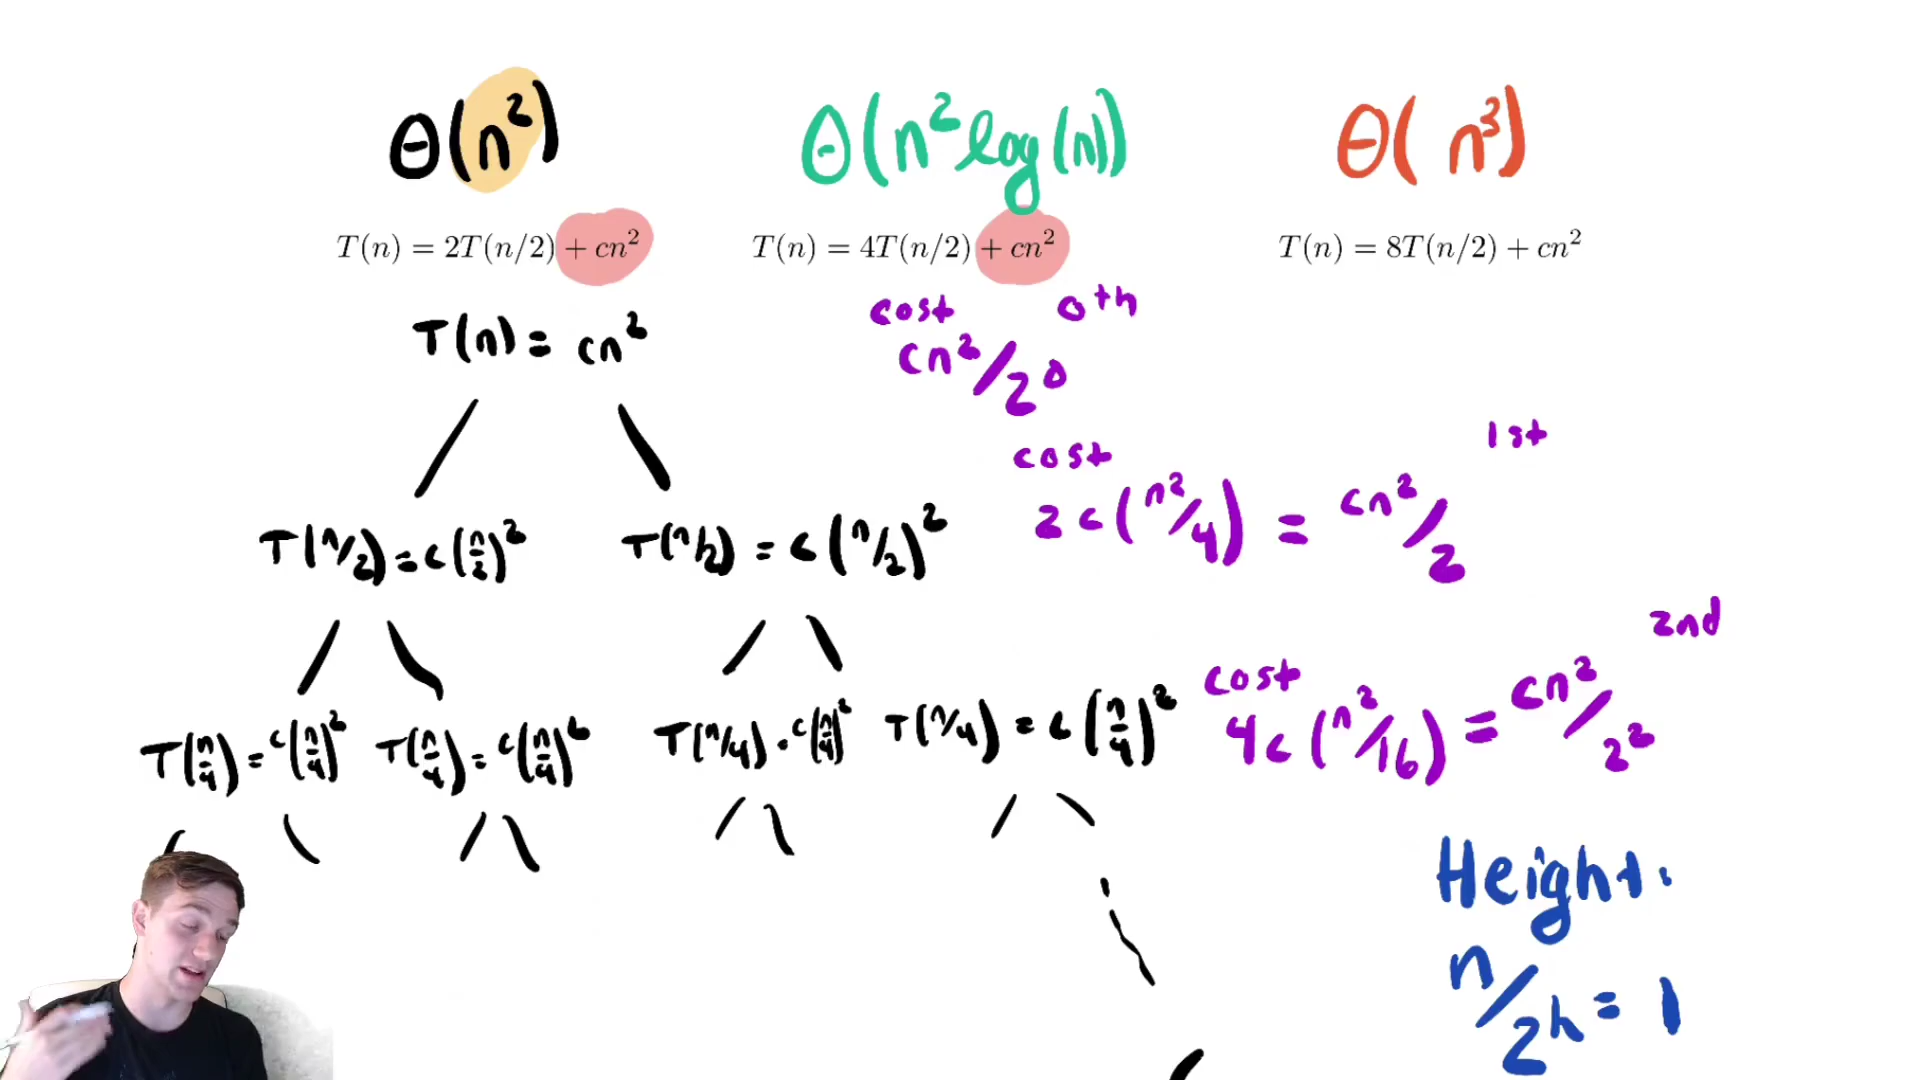 Θ(n²) Θ(n² log(n)) Θ(n³)
T(n) = 2T(n/2) + cn² T(n) = 4T(n/2) + cn² T(n) = 8T(n/2) + cn²
cost 0th
T(n) = cn² cn²/2⁰
1st
cost
T(n/2) = c(n/2)² T(n/2) = c(n/2)² 2c(n²/4) = cn²/2
2nd
cost
T(n/4) = c(n/4)² T(n/4) = c(n/4)² T(n/4) = c(n/4)² T(n/4) = c(n/4)² 4c(n²/16) = cn²/2²
Height:
n/2h = 1